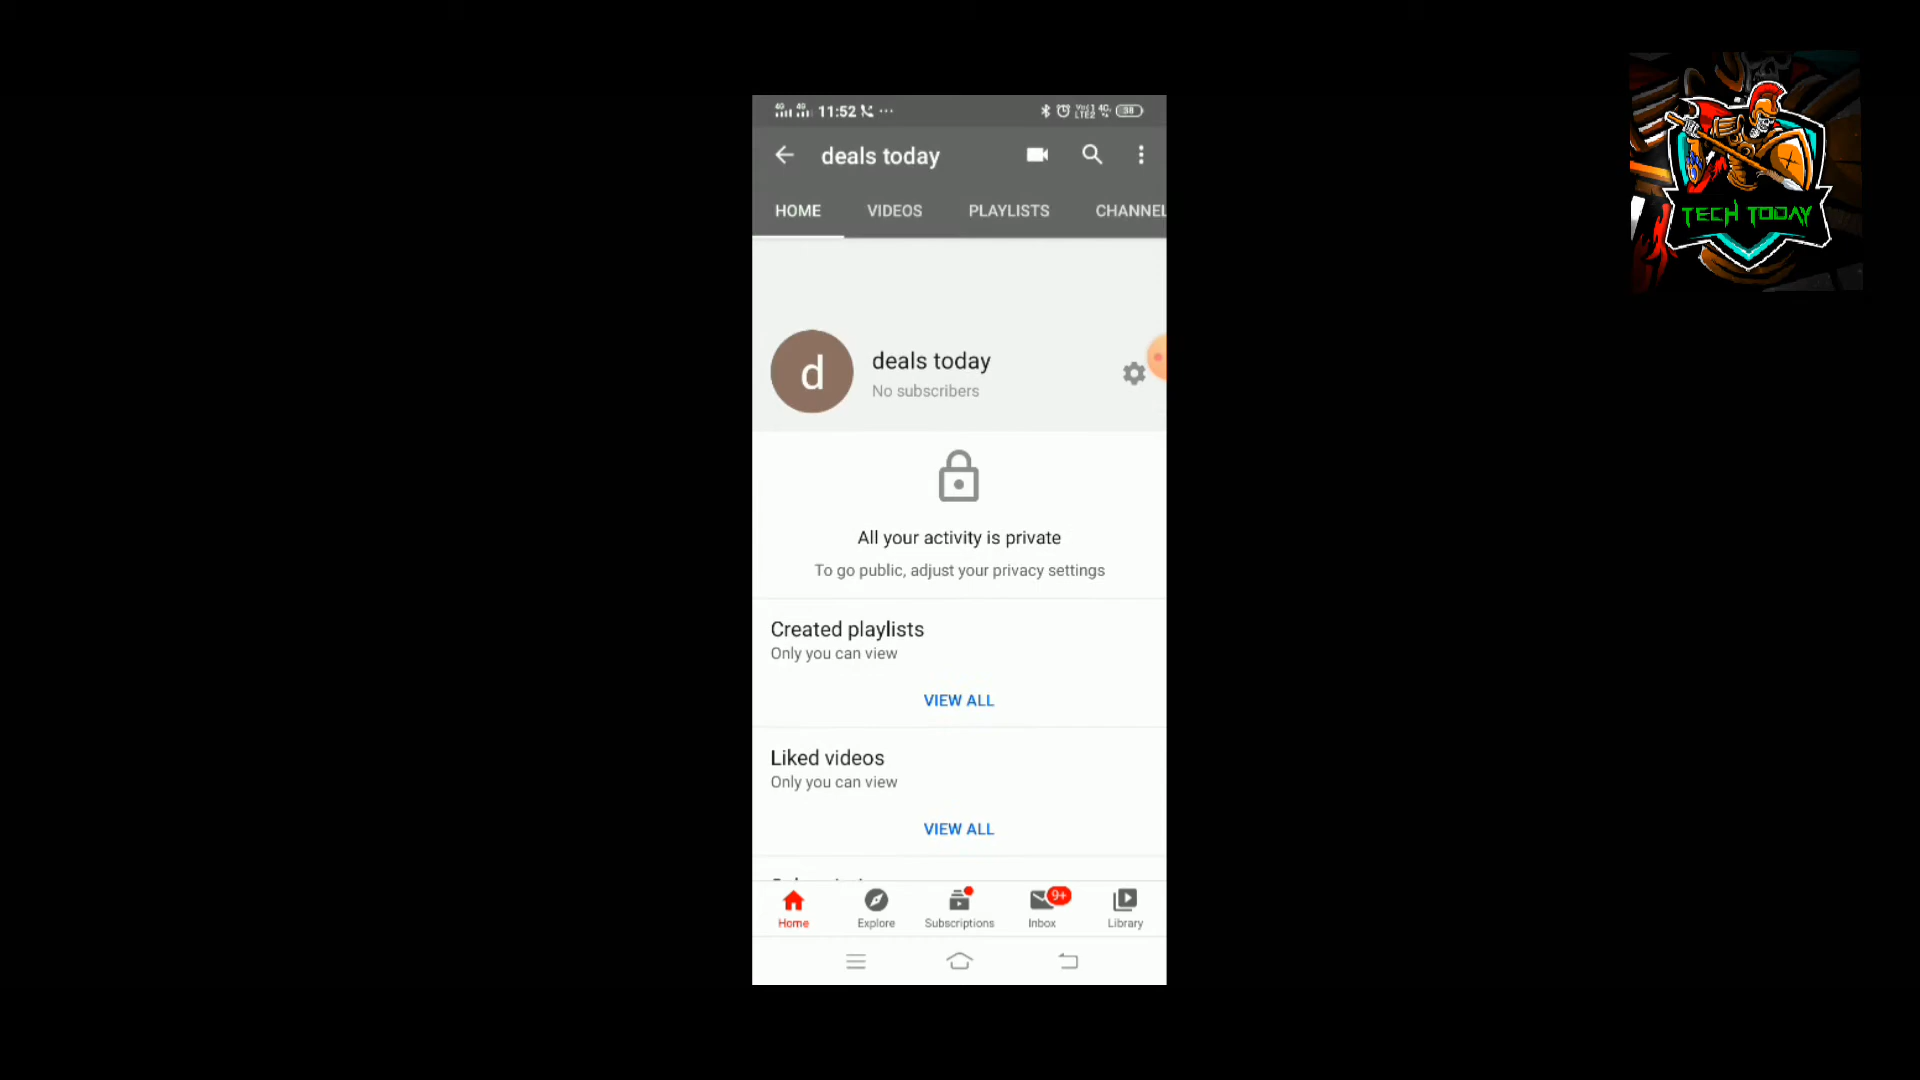 11:52
38
deals today
HOME VIDEOS PLAYLISTS CHANNEL
TECH TODAY
d
deals today
No subscribers
All your activity is private
To go public, adjust your privacy settings
Created playlists
Only you can view
VIEW ALL
Liked videos
Only you can view
VIEW ALL
9+
Home Explore Subscriptions Inbox Library